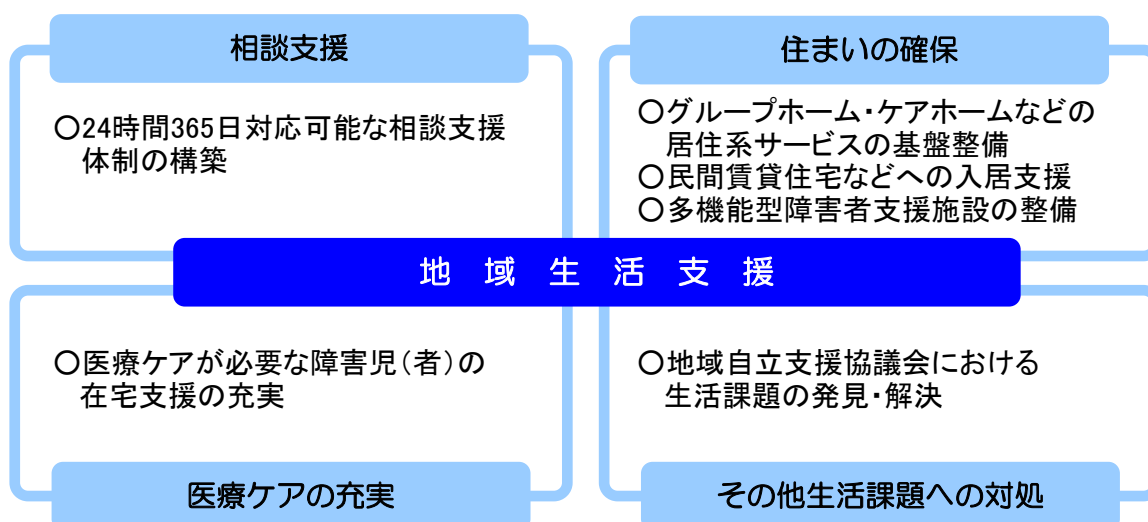 相談支援
〇24時間365日対応可能な相談支援
体制の構築
住まいの確保
〇グループホーム・ケアホームなどの
居住系サービスの基盤整備
〇民間賃貸住宅などへの入居支援
〇多機能型障害者支援施設の整備
地域生活支援
〇医療ケアが必要な障害児（者）の
在宅支援の充実
医療ケアの充実
〇地域自立支援協議会における
生活課題の発見・解決
その他生活課題への対処